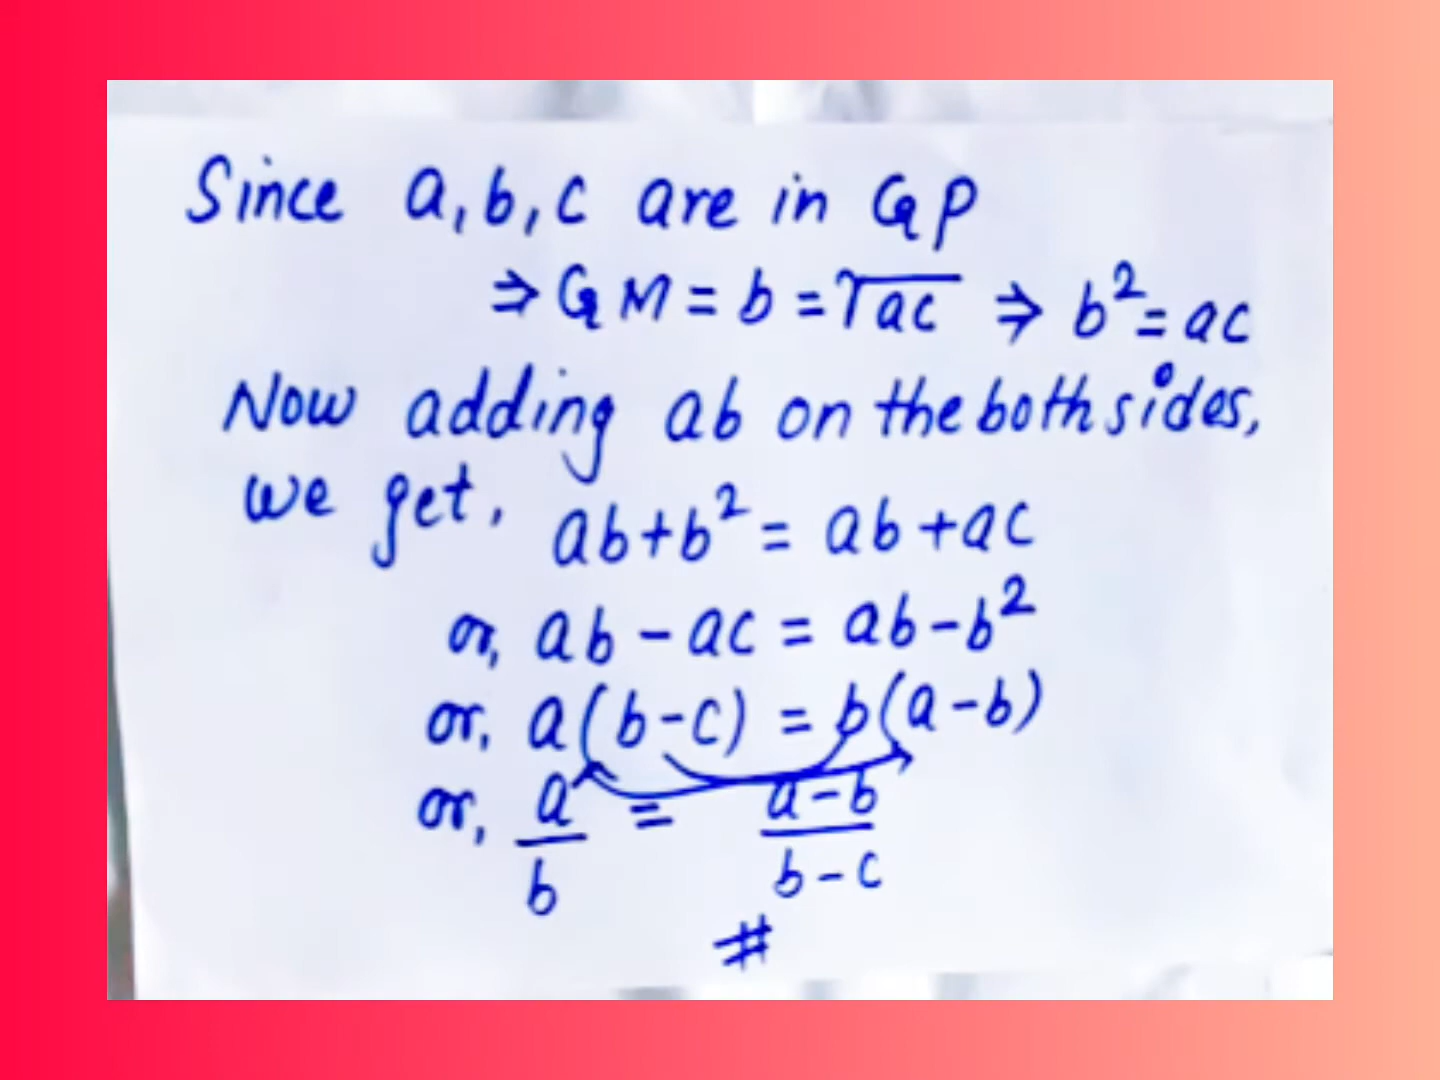 Since a, b, c are in GP
⇒ GM = b = √ac ⇒ b² = ac
Now adding ab on the both sides,
we get, ab + b² = ab + ac
or, ab - ac = ab - b²
or, a(b-c) = b(a-b)
or, a/b = (a-b)/(b-c)
#